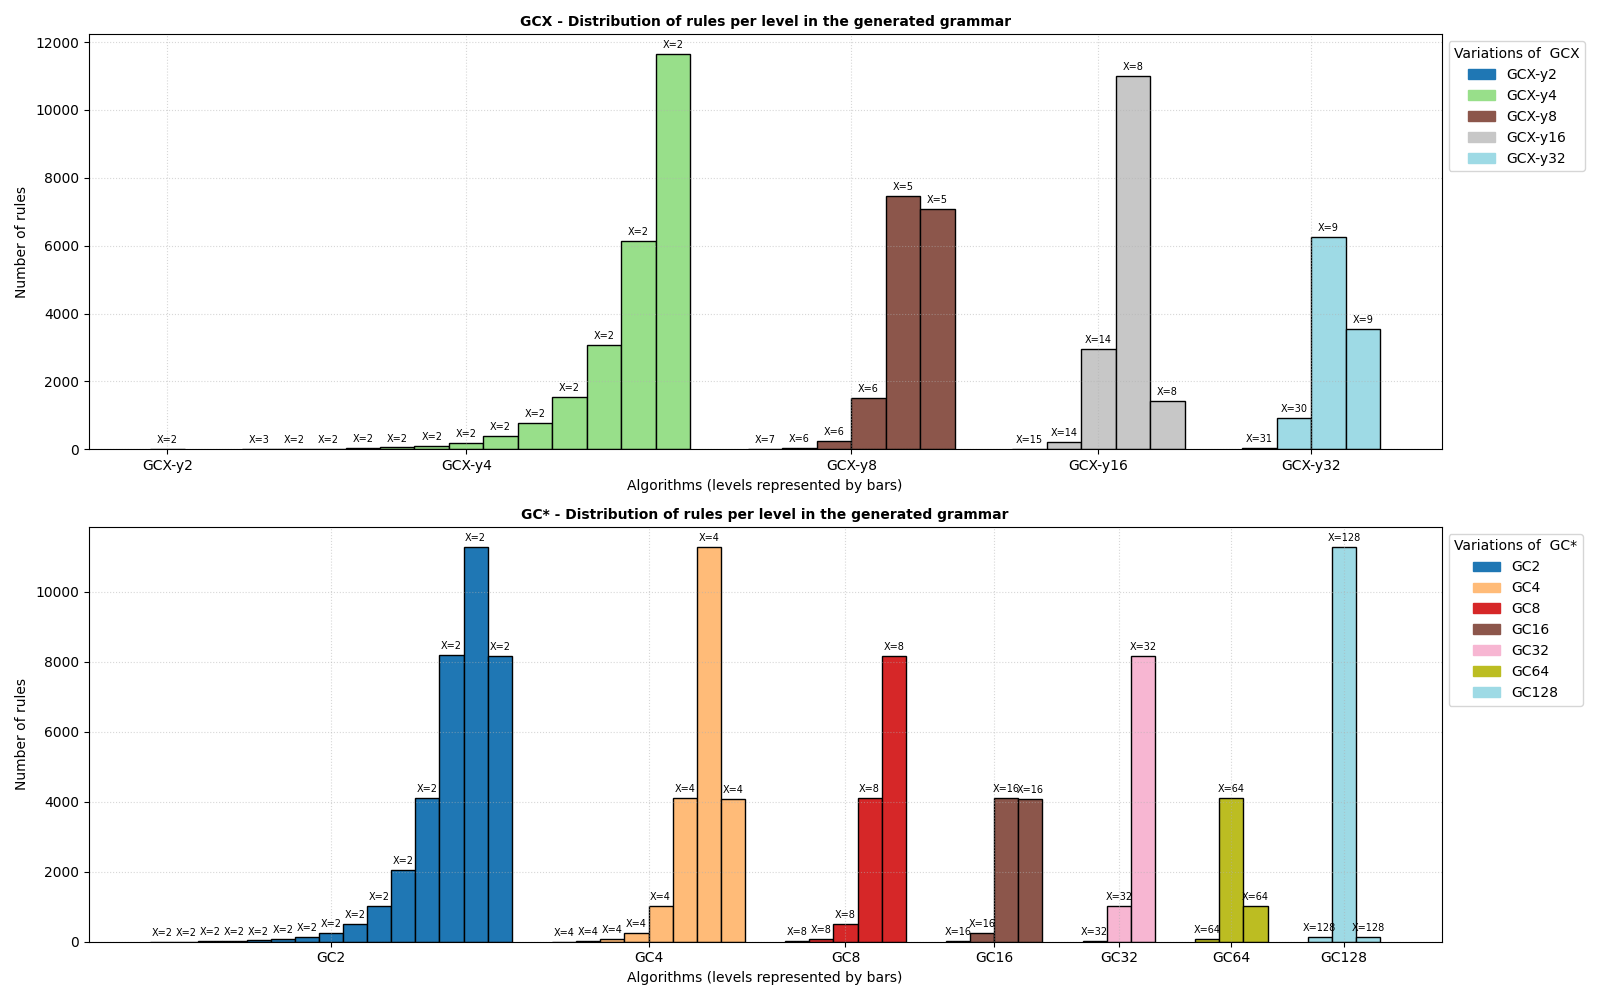 GCX - Distribution of rules per level in the generated grammar
12000
10000
8000
6000
4000
2000
0
Number of rules
X=2
X=3 X=2 X=2 X=2 X=2 X=2 X=2 X=2 X=2 X=2 X=2 X=2 X=2
X=7 X=6 X=6 X=6 X=5 X=5
X=15 X=14 X=14 X=8 X=8
X=31 X=30 X=9 X=9
GCX-y2 GCX-y4 GCX-y8 GCX-y16 GCX-y32
Algorithms (levels represented by bars)
Variations of GCX
GCX-y2
GCX-y4
GCX-y8
GCX-y16
GCX-y32
GC* - Distribution of rules per level in the generated grammar
10000
8000
6000
4000
2000
0
Number of rules
X=2 X=2 X=2 X=2 X=2 X=2 X=2 X=2 X=2 X=2 X=2 X=2 X=2 X=2 X=2
X=4 X=4 X=4 X=4 X=4 X=4 X=4 X=4
X=8 X=8 X=8 X=8 X=8
X=16 X=16 X=16 X=16
X=32 X=32 X=32
X=64 X=64 X=64
X=128 X=128 X=128
GC2 GC4 GC8 GC16 GC32 GC64 GC128
Algorithms (levels represented by bars)
Variations of GC*
GC2
GC4
GC8
GC16
GC32
GC64
GC128